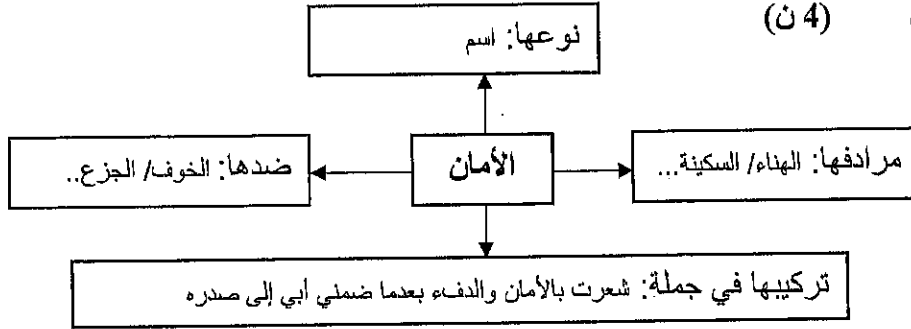 (4 ن)
نوعها: اسم
مرادفها: الهناء/ السكينة...
الأمان
ضدها: الخوف/ الجزع..
تركيبها في جملة: شعرت بالأمان والدفء بعدما ضمني أبي إلى صدره